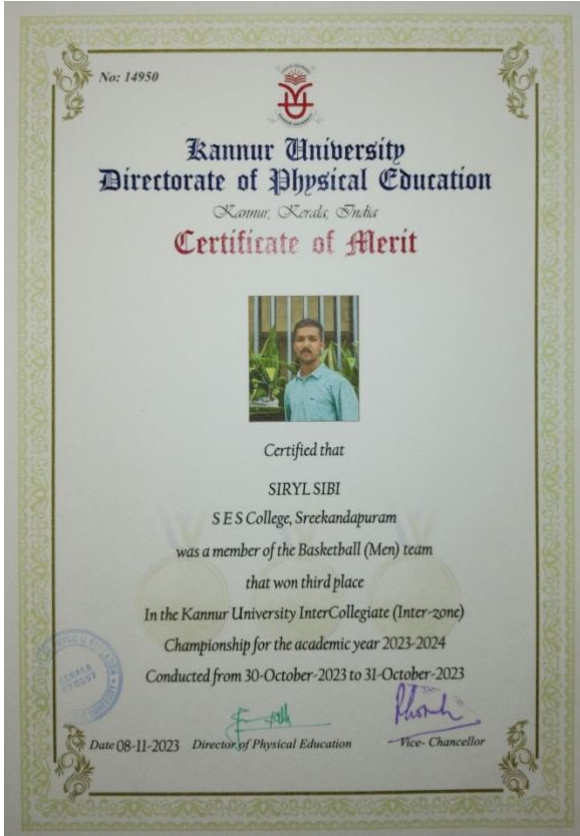 No: 14950
Kannur University
Directorate of Physical Education
Kannur, Kerala, India
Certificate of Merit
Certified that
SIRYL SIBI
S E S College, Sreekandapuram
was a member of the Basketball (Men) team
that won third place
In the Kannur University InterCollegiate (Inter-zone)
Championship for the academic year 2023-2024
Conducted from 30-October-2023 to 31-October-2023
KERALA
Date 08-11-2023 Director of Physical Education Vice- Chancellor